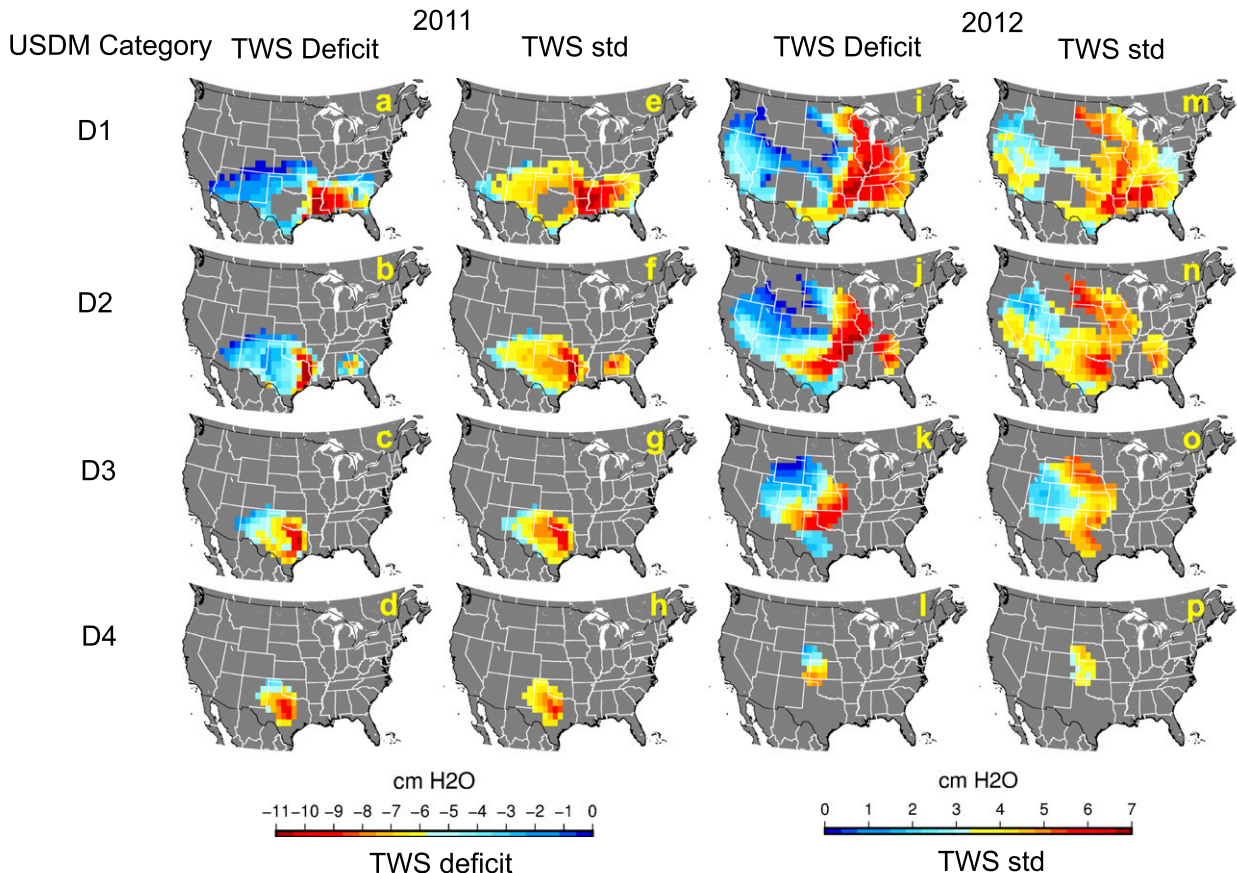 2011
2012
USDM Category
TWS Deficit
TWS std
TWS Deficit
TWS std
D1
a
e
i
m
D2
b
f
j
n
D3
c
g
k
o
D4
d
h
l
p
cm H2O
−11 −10 −9 −8 −7 −6 −5 −4 −3 −2 −1 0
TWS deficit
cm H2O
0 1 2 3 4 5 6 7
TWS std